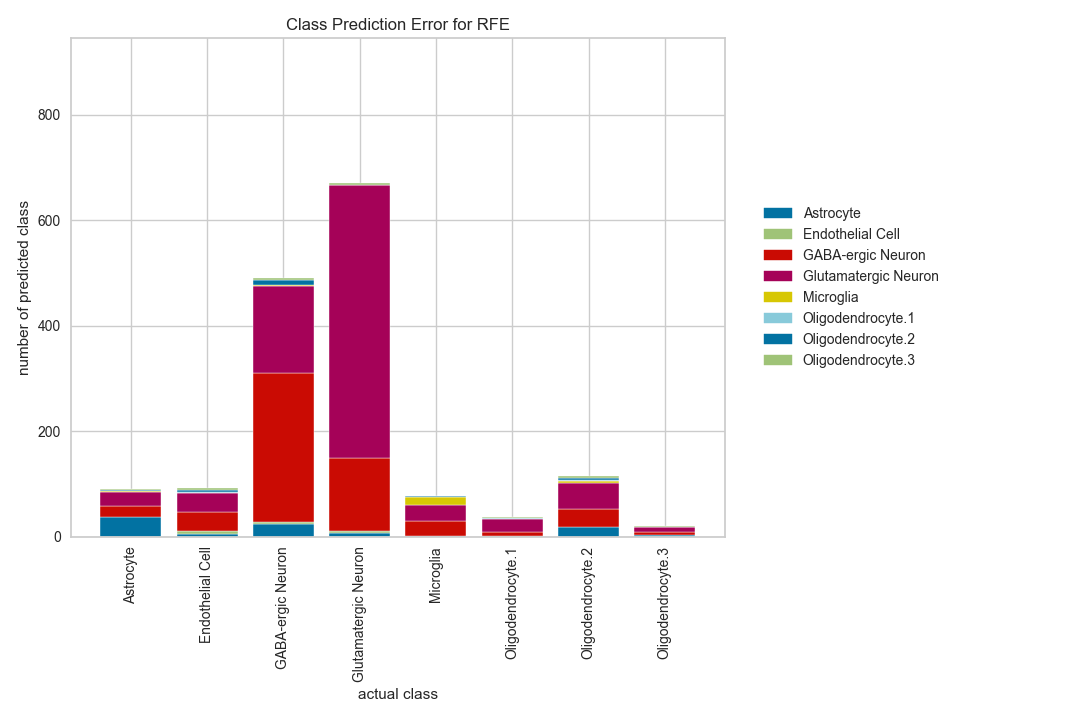 Class Prediction Error for RFE
number of predicted class
800
600
400
200
0
Astrocyte
Endothelial Cell
GABA-ergic Neuron
Glutamatergic Neuron
Microglia
Oligodendrocyte.1
Oligodendrocyte.2
Oligodendrocyte.3
actual class
Astrocyte
Endothelial Cell
GABA-ergic Neuron
Glutamatergic Neuron
Microglia
Oligodendrocyte.1
Oligodendrocyte.2
Oligodendrocyte.3